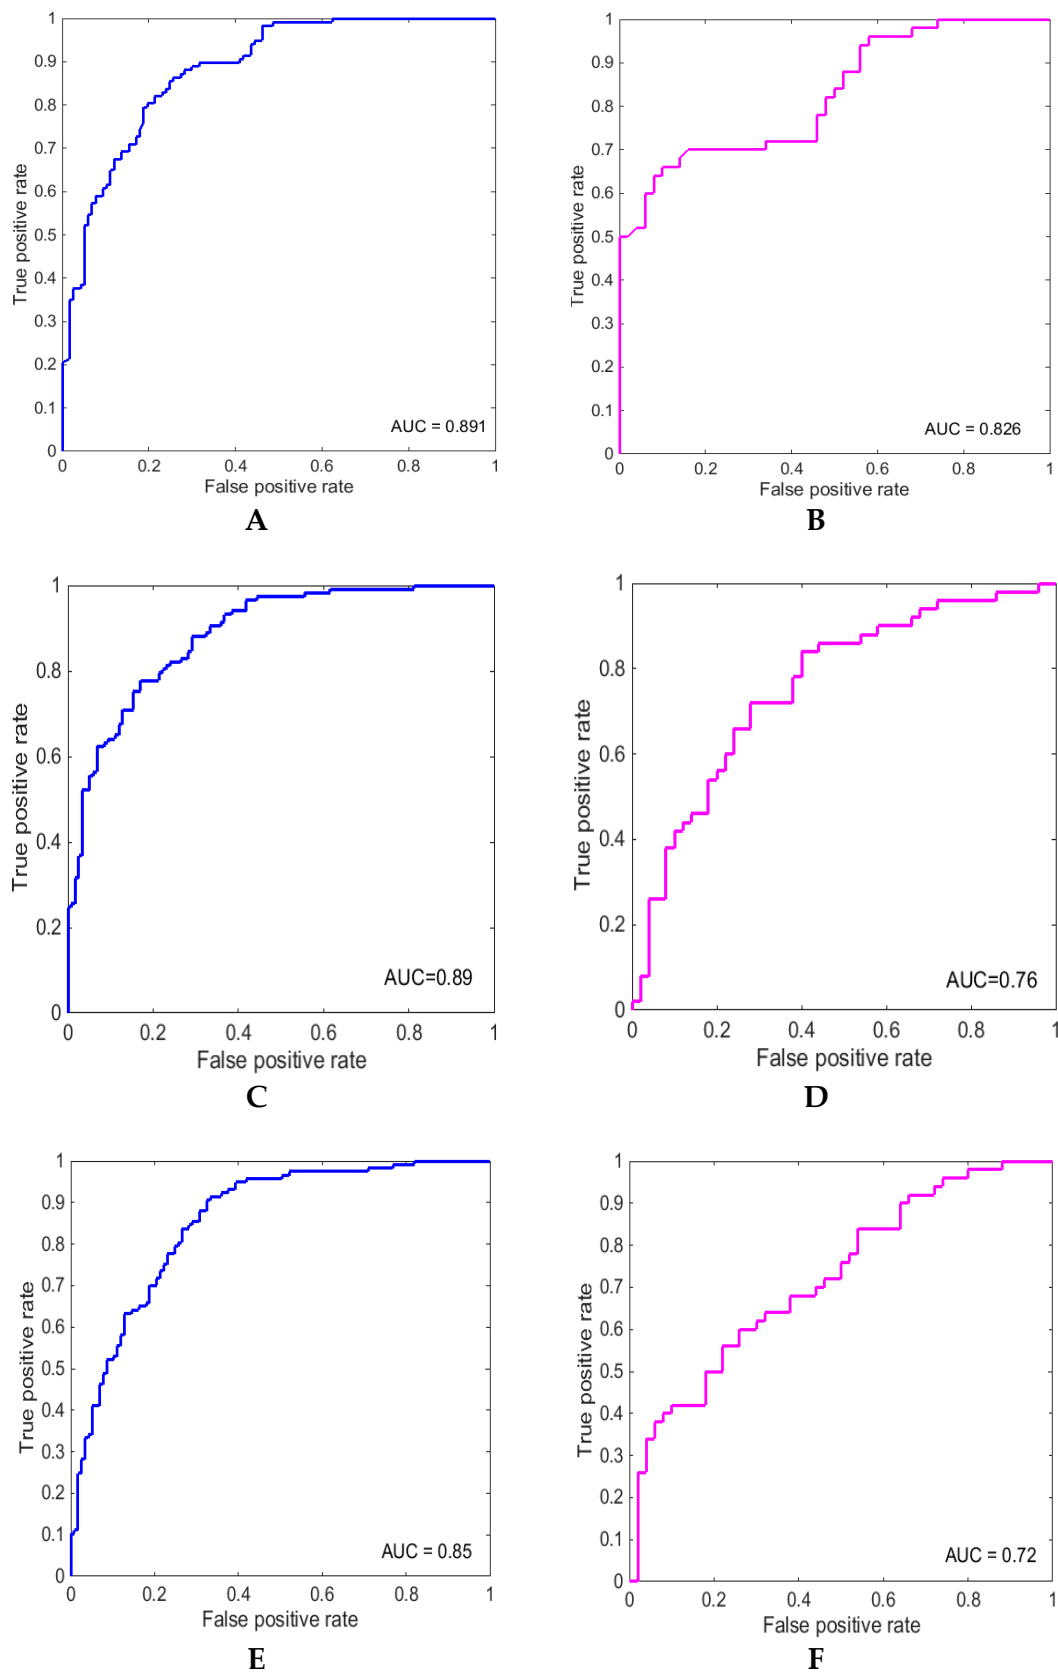 1
0.9
0.8
0.7
0.6
0.5
0.4
0.3
0.2
0.1
0
True positive rate
AUC = 0.891
0 0.2 0.4 0.6 0.8 1
False positive rate
A
1
0.9
0.8
0.7
0.6
0.5
0.4
0.3
0.2
0.1
0
True positive rate
AUC = 0.826
0 0.2 0.4 0.6 0.8 1
False positive rate
B
1
0.8
0.6
0.4
0.2
0
True positive rate
AUC=0.89
0 0.2 0.4 0.6 0.8 1
False positive rate
C
1
0.8
0.6
0.4
0.2
0
True positive rate
AUC=0.76
0 0.2 0.4 0.6 0.8 1
False positive rate
D
1
0.9
0.8
0.7
0.6
0.5
0.4
0.3
0.2
0.1
0
True positive rate
AUC = 0.85
0 0.2 0.4 0.6 0.8 1
False positive rate
E
1
0.9
0.8
0.7
0.6
0.5
0.4
0.3
0.2
0.1
0
True positive rate
AUC = 0.72
0 0.2 0.4 0.6 0.8 1
False positive rate
F